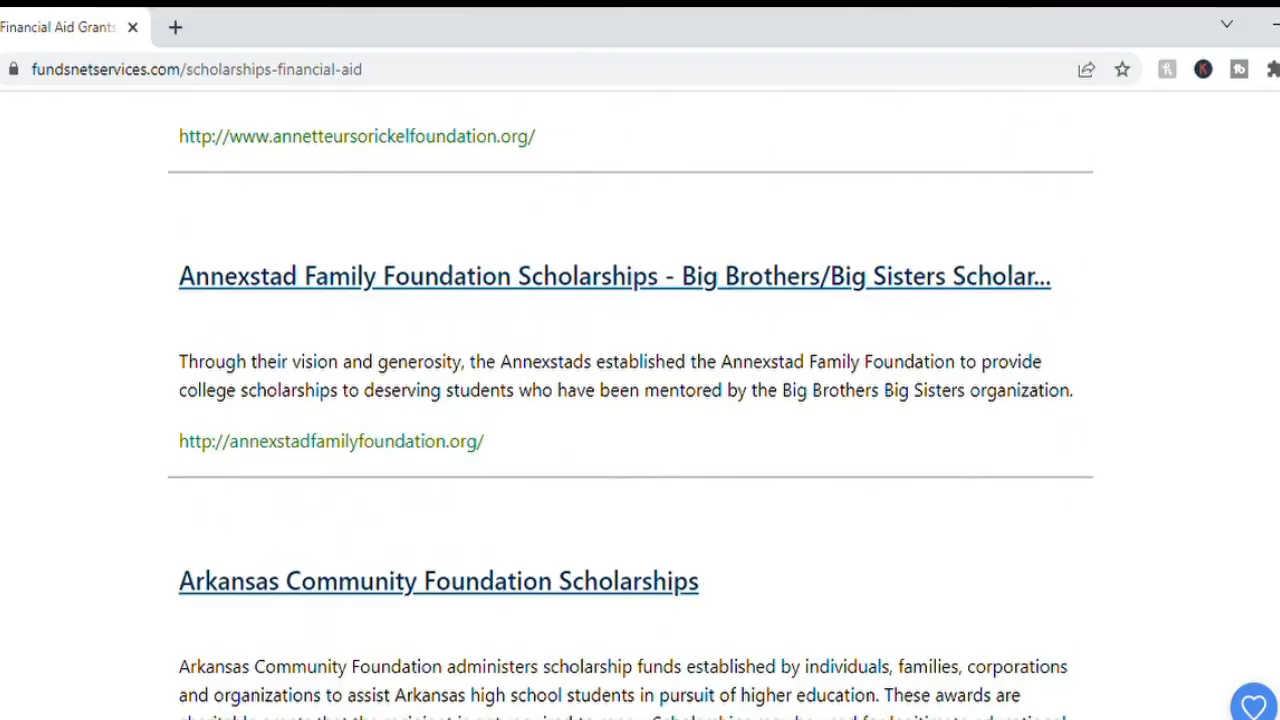 Financial Aid Grants
fundsnetservices.com/scholarships-financial-aid
http://www.annetteursorickelfoundation.org/
Annexstad Family Foundation Scholarships - Big Brothers/Big Sisters Scholar...
Through their vision and generosity, the Annexstads established the Annexstad Family Foundation to provide
college scholarships to deserving students who have been mentored by the Big Brothers Big Sisters organization.
http://annexstadfamilyfoundation.org/
Arkansas Community Foundation Scholarships
Arkansas Community Foundation administers scholarship funds established by individuals, families, corporations
and organizations to assist Arkansas high school students in pursuit of higher education. These awards are